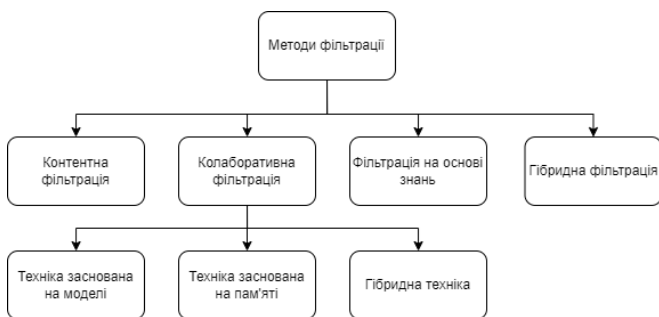 Методи фільтрації
Контентна
фільтрація
Колаборативна
фільтрація
Фільтрація на основі
знань
Гібридна фільтрація
Техніка заснована
на моделі
Техніка заснована
на пам'яті
Гібридна техніка